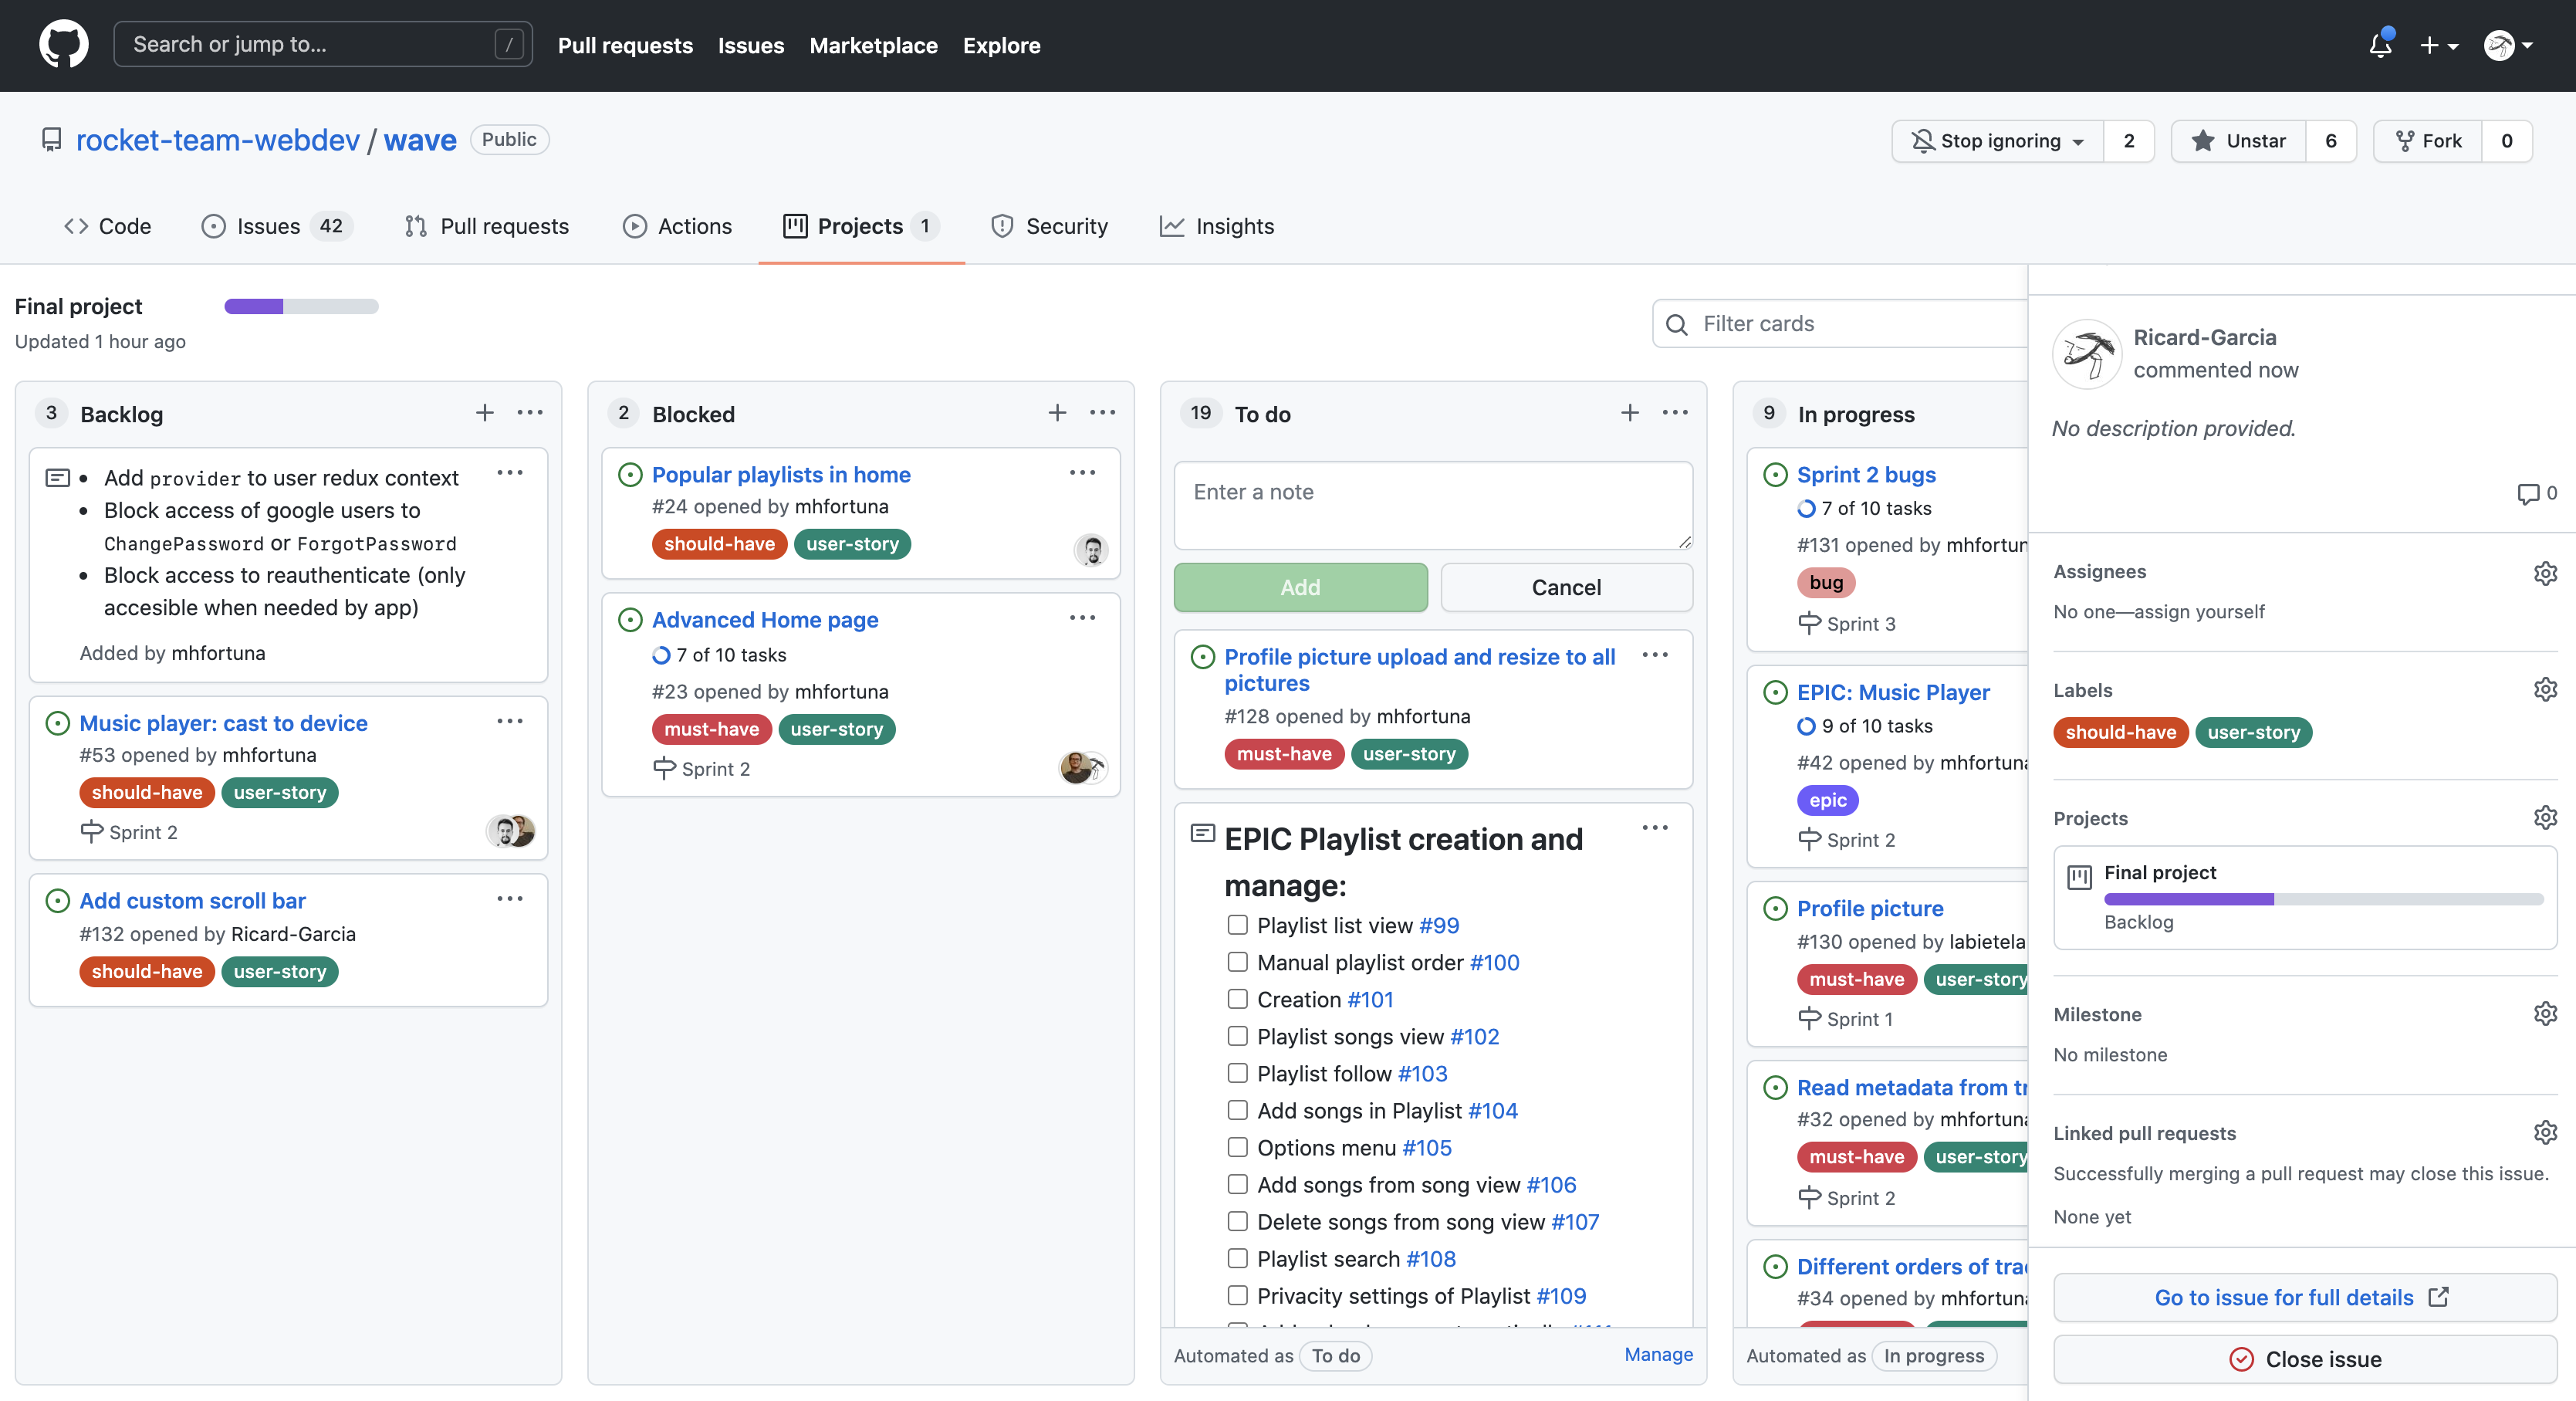 Search or jump to...
/
Pull requests
Issues
Marketplace
Explore
rocket-team-webdev / wave
Public
Stop ignoring
2
Unstar
6
Fork
0
Code
Issues 42
Pull requests
Actions
Projects 1
Security
Insights
Final project
Updated 1 hour ago
Filter cards
3 Backlog
Add provider to user redux context
Block access of google users to
ChangePassword or ForgotPassword
Block access to reauthenticate (only
accesible when needed by app)
Added by mhfortuna
Music player: cast to device
#53 opened by mhfortuna
should-have user-story
Sprint 2
Add custom scroll bar
#132 opened by Ricard-Garcia
should-have user-story
2 Blocked
Popular playlists in home
#24 opened by mhfortuna
should-have user-story
Advanced Home page
7 of 10 tasks
#23 opened by mhfortuna
must-have user-story
Sprint 2
19 To do
Enter a note
Add
Cancel
Profile picture upload and resize to all
pictures
#128 opened by mhfortuna
must-have user-story
EPIC Playlist creation and
manage:
Playlist list view #99
Manual playlist order #100
Creation #101
Playlist songs view #102
Playlist follow #103
Add songs in Playlist #104
Options menu #105
Add songs from song view #106
Delete songs from song view #107
Playlist search #108
Privacity settings of Playlist #109
Automated as To do
Manage
9 In progress
Sprint 2 bugs
7 of 10 tasks
#131 opened by mhfortun
bug
Sprint 3
EPIC: Music Player
9 of 10 tasks
#42 opened by mhfortuna
epic
Sprint 2
Profile picture
#130 opened by labietela
must-have user-story
Sprint 1
Read metadata from tr
#32 opened by mhfortuna
must-have user-story
Sprint 2
Different orders of tra
#34 opened by mhfortuna
Automated as In progress
Ricard-Garcia
commented now
No description provided.
0
Assignees
No one—assign yourself
Labels
should-have user-story
Projects
Final project
Backlog
Milestone
No milestone
Linked pull requests
Successfully merging a pull request may close this issue.
None yet
Go to issue for full details
Close issue